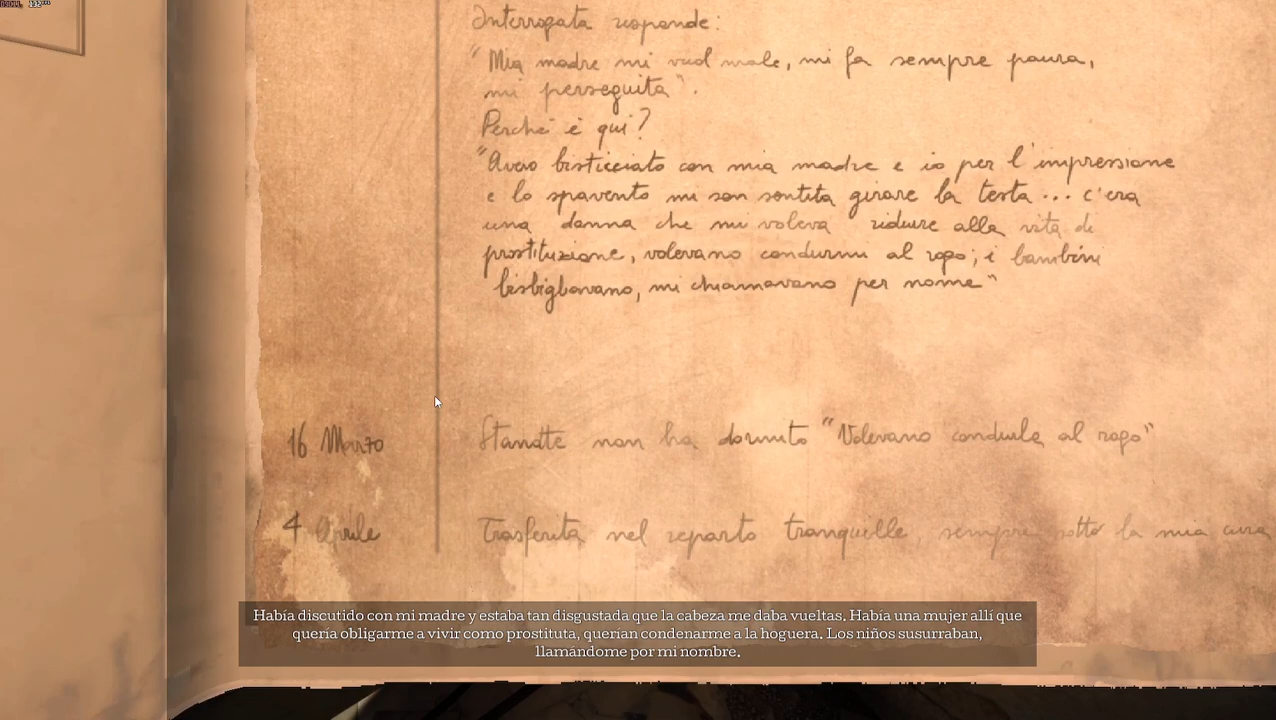 Interrogata risponde:
"Mia madre mi vuol male, mi fa sempre paura,
mi perseguita".
Perché è qui?
"Avevo bisticciato con mia madre e io per l'impressione
e lo spavento mi son sentita girare la testa... c'era
una donna che mi voleva ridurre alla vita di
prostituzione, volevano condurmi al rogo; i bambini
bisbigliavano, mi chiamavano per nome"
16 Marzo
Stanotte non ha dormito "Volevano condurla al rogo"
4 Aprile
Trasferita nel reparto tranquille, sempre sotto la mia cura
Había discutido con mi madre y estaba tan disgustada que la cabeza me daba vueltas. Había una mujer allí que
quería obligarme a vivir como prostituta, querían condenarme a la hoguera. Los niños susurraban,
llamándome por mi nombre.